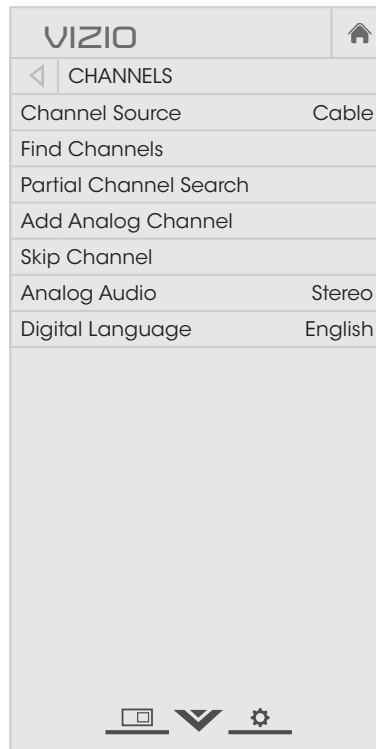 VIZIO
CHANNELS
Channel Source Cable
Find Channels
Partial Channel Search
Add Analog Channel
Skip Channel
Analog Audio Stereo
Digital Language English